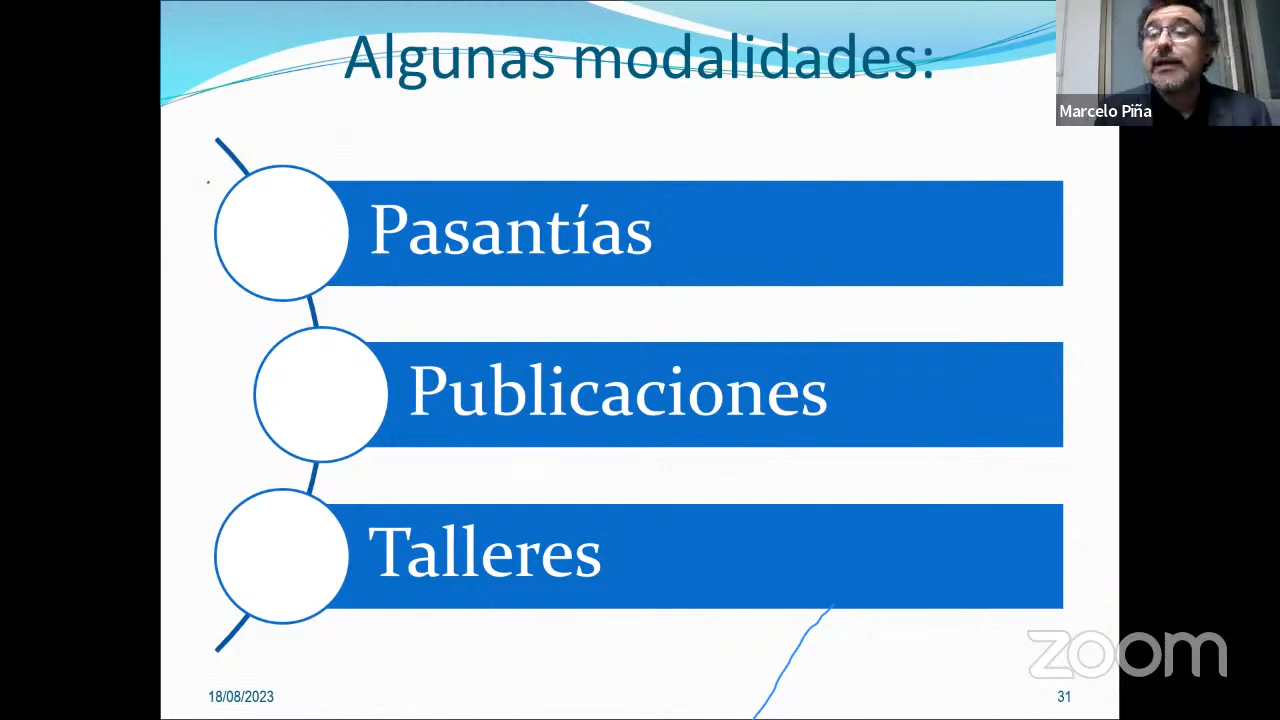 Algunas modalidades:
Marcelo Piña
Pasantías
Publicaciones
Talleres
zoom
18/08/2023
31